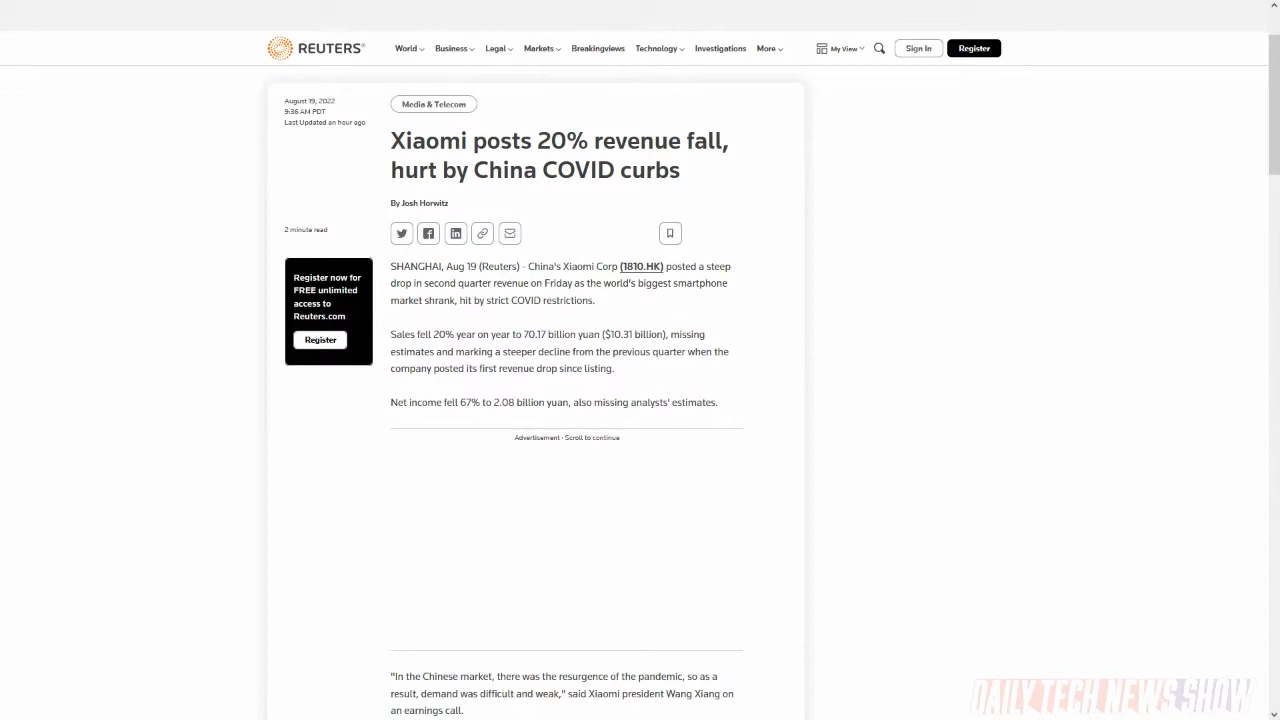 REUTERS®
World Business Legal Markets Breakingviews Technology Investigations More My View Sign In Register
August 19, 2022
9:36 AM PDT
Last Updated an hour ago
Media & Telecom
Xiaomi posts 20% revenue fall,
hurt by China COVID curbs
By Josh Horwitz
2 minute read
Register now for
FREE unlimited
access to
Reuters.com
Register
SHANGHAI, Aug 19 (Reuters) - China's Xiaomi Corp (1810.HK) posted a steep
drop in second quarter revenue on Friday as the world's biggest smartphone
market shrank, hit by strict COVID restrictions.
Sales fell 20% year on year to 70.17 billion yuan ($10.31 billion), missing
estimates and marking a steeper decline from the previous quarter when the
company posted its first revenue drop since listing.
Net income fell 67% to 2.08 billion yuan, also missing analysts' estimates.
Advertisement · Scroll to continue
"In the Chinese market, there was the resurgence of the pandemic, so as a
result, demand was difficult and weak," said Xiaomi president Wang Xiang on
an earnings call.
DAILY TECH NEWS SHOW